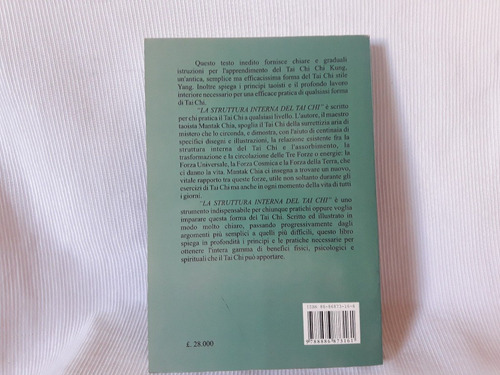 Questo testo inedito fornisce chiare e graduali
istruzioni per l'apprendimento del Tai Chi Chi Kung,
un'antica, semplice ma efficacissima forma del Tai Chi stile
Yang. Inoltre spiega i principi taoisti e il profondo lavoro
interiore necessario per una efficace pratica di qualsiasi forma
di Tai Chi.
"LA STRUTTURA INTERNA DEL TAI CHI" è scritto
per chi pratica il Tai Chi a qualsiasi livello. L'autore, il maestro
taoista Mantak Chia, spoglia il Tai Chi della surrettizia aria di
mistero che lo circonda, e dimostra, con l'aiuto di centinaia di
specifici disegni e illustrazioni, la relazione esistente fra la
struttura interna del Tai Chi e l'assorbimento, la
trasformazione e la circolazione delle Tre Forze o energie: la
Forza Universale, la Forza Cosmica e la Forza della Terra, che
ci danno la vita. Mantak Chia ci insegna a trovare un nuovo,
vitale rapporto tra queste forze, utile non soltanto durante gli
esercizi di Tai Chi ma anche in ogni momento della vita di tutti
i giorni.
"LA STRUTTURA INTERNA DEL TAI CHI" è uno
strumento indispensabile per chiunque pratichi oppure voglia
imparare questa forma del Tai Chi. Scritto ed illustrato in
modo molto chiaro, passando progressivamente dagli
argomenti più semplici a quelli più difficili, questo libro
spiega in profondità i principi e le pratiche necessarie per
ottenere l'intera gamma di benefici fisici, psicologici e
spirituali che il Tai Chi può apportare.
£. 28.000